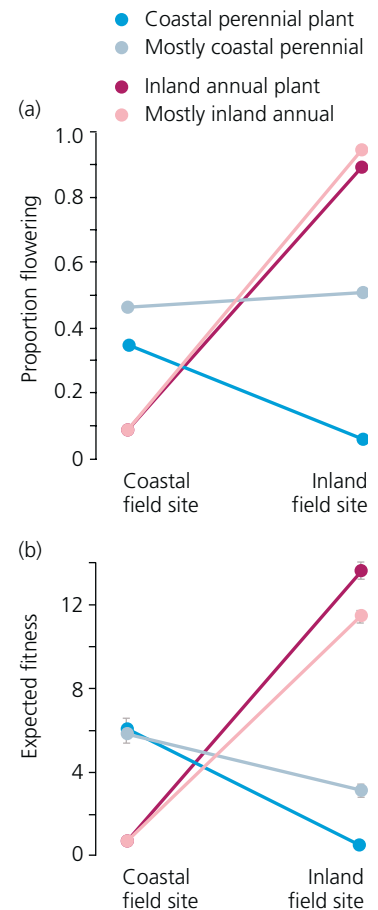 Coastal perennial plant
Mostly coastal perennial
Inland annual plant
Mostly inland annual
(a)
Proportion flowering
1.0
0.8
0.6
0.4
0.2
0
Coastal
field site
Inland
field site
(b)
Expected fitness
12
8
4
0
Coastal
field site
Inland
field site